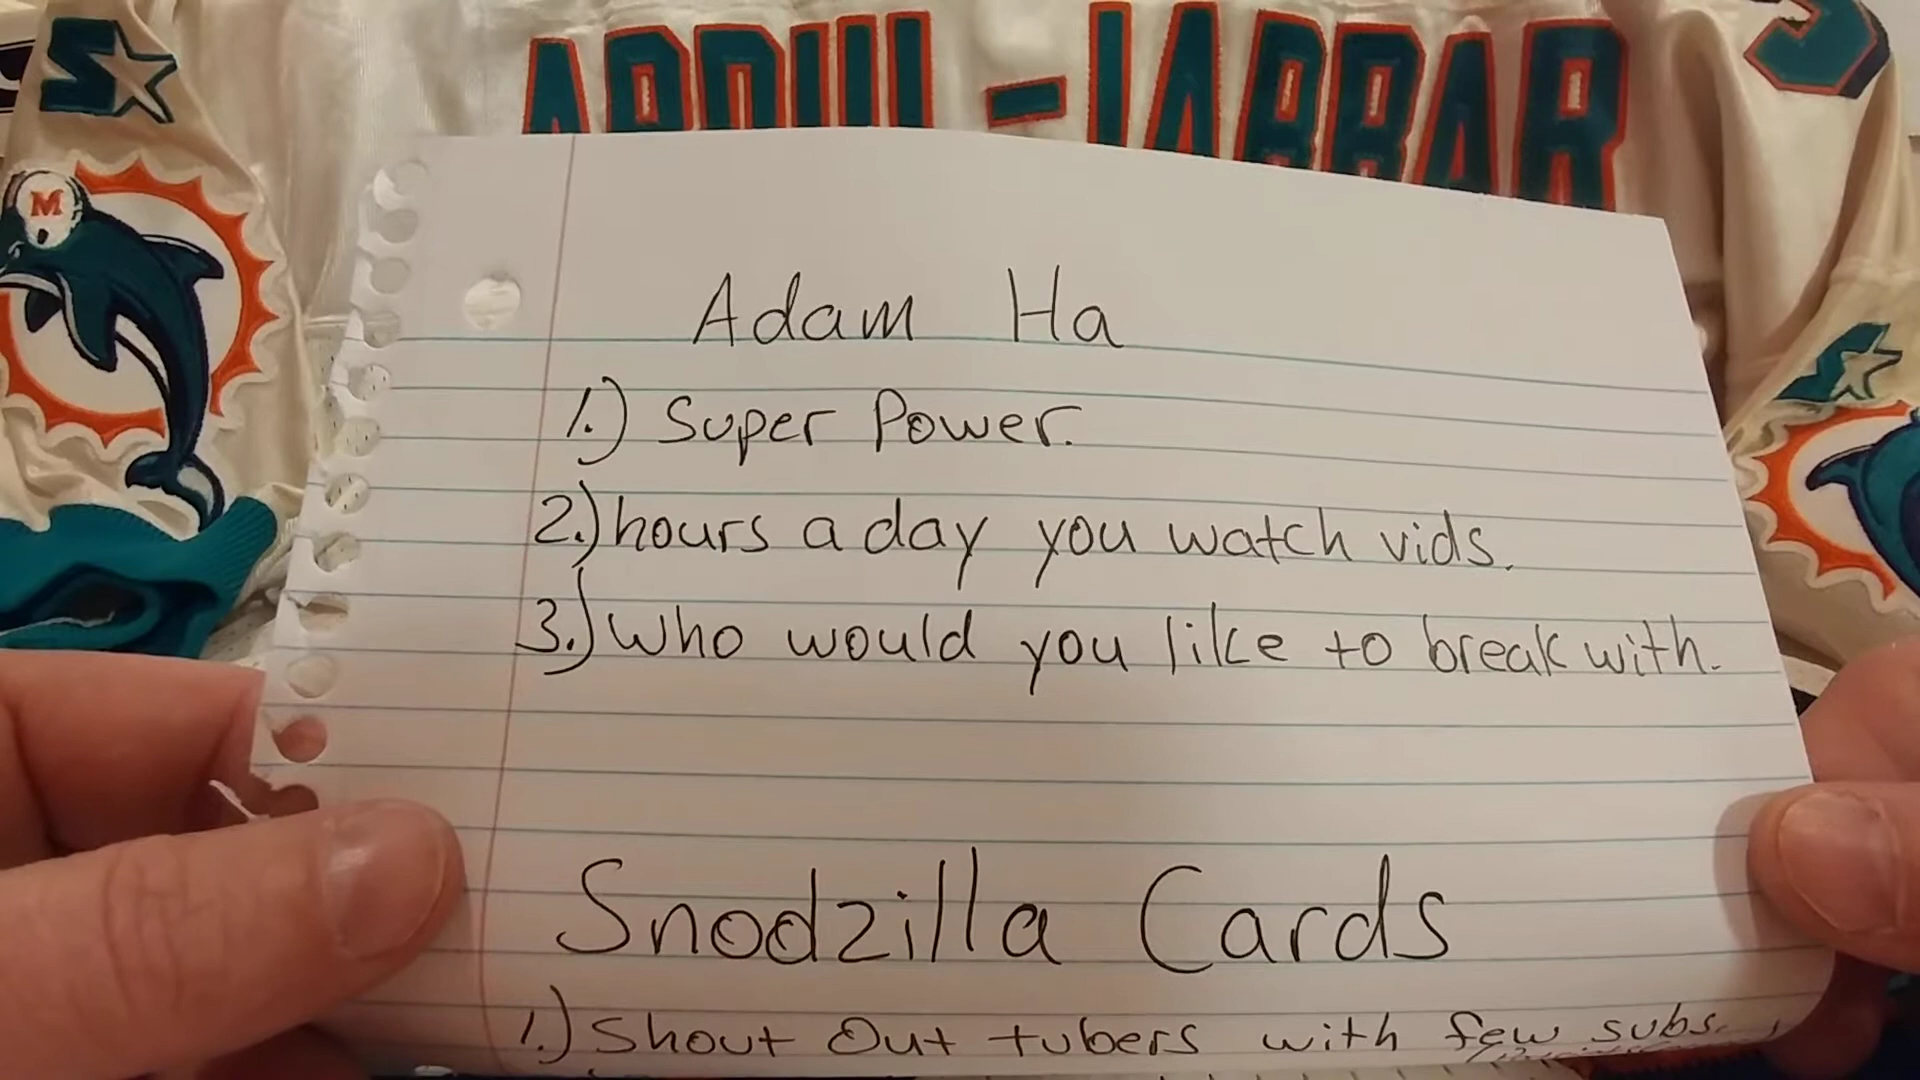 ABDUL-JABBAR
M
Adam Ha
1.) Super Power.
2.) hours a day you watch vids.
3.) Who would you like to break with.
Snodzilla Cards
1.) Shout Out tubers with few subs.